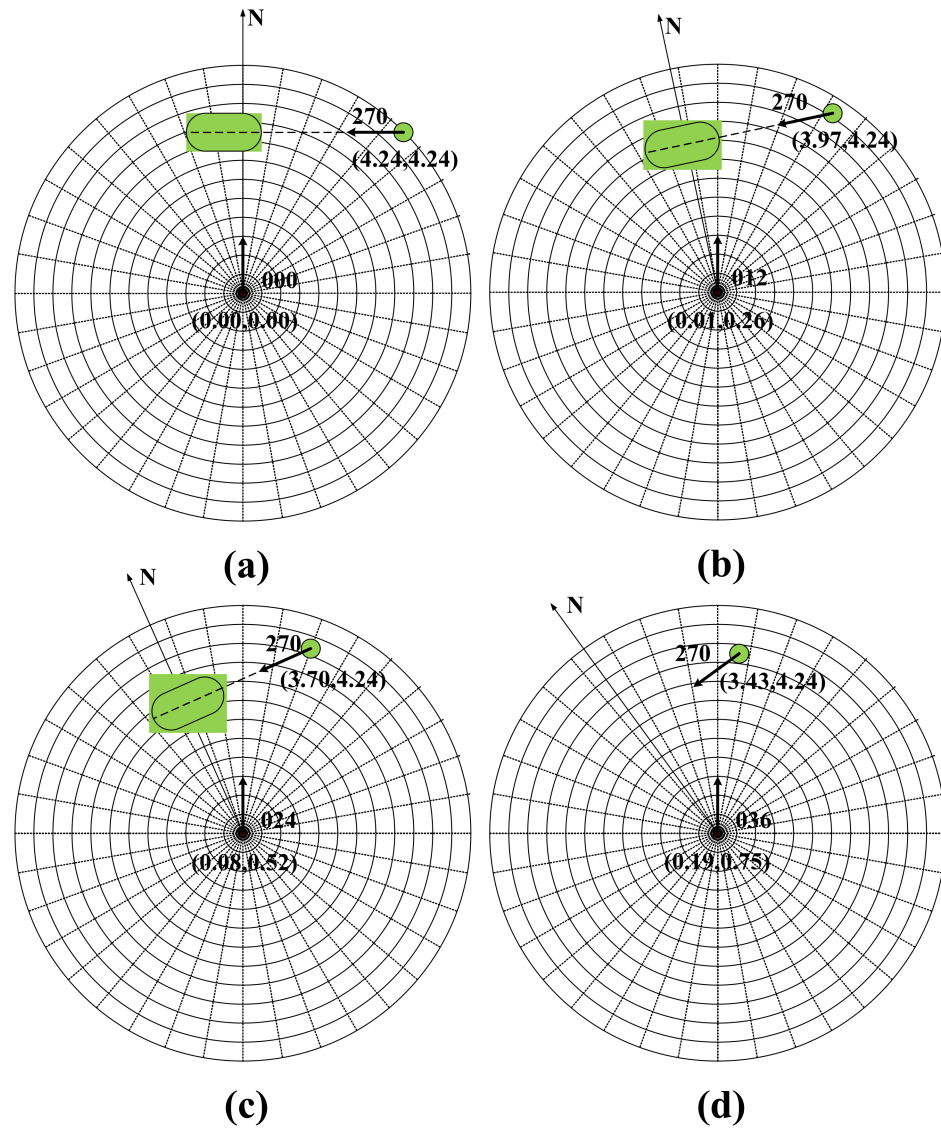 N
270
(4.24,4.24)
000
(0.00,0.00)
(a)
N
270
(3.97,4.24)
012
(0.01,0.26)
(b)
N
270
(3.70,4.24)
024
(0.08,0.52)
(c)
N
270
(3.43,4.24)
036
(0.19,0.75)
(d)